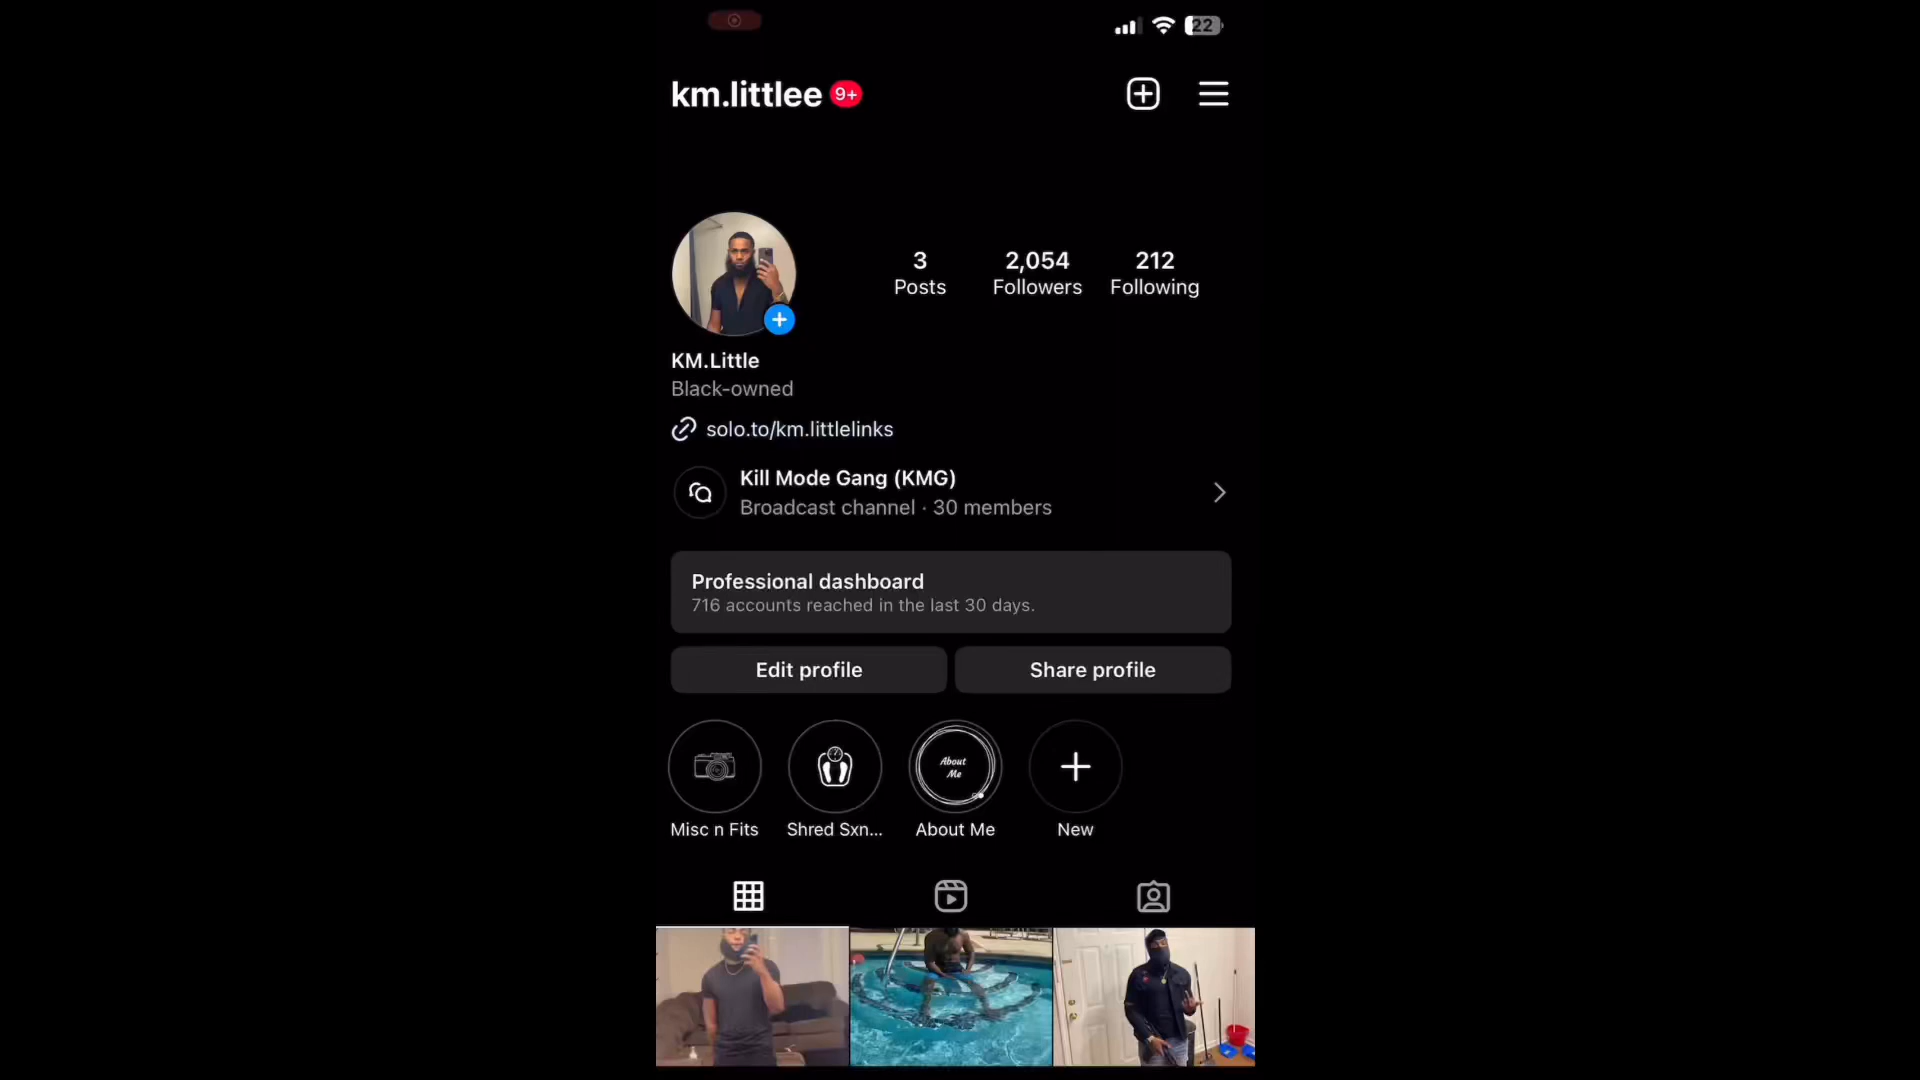 22
km.littlee 9+
3 2,054 212
Posts Followers Following
KM.Little
Black-owned
solo.to/km.littlelinks
Kill Mode Gang (KMG)
Broadcast channel · 30 members
Professional dashboard
716 accounts reached in the last 30 days.
Edit profile Share profile
About
Me
Misc n Fits Shred Sxn... About Me New